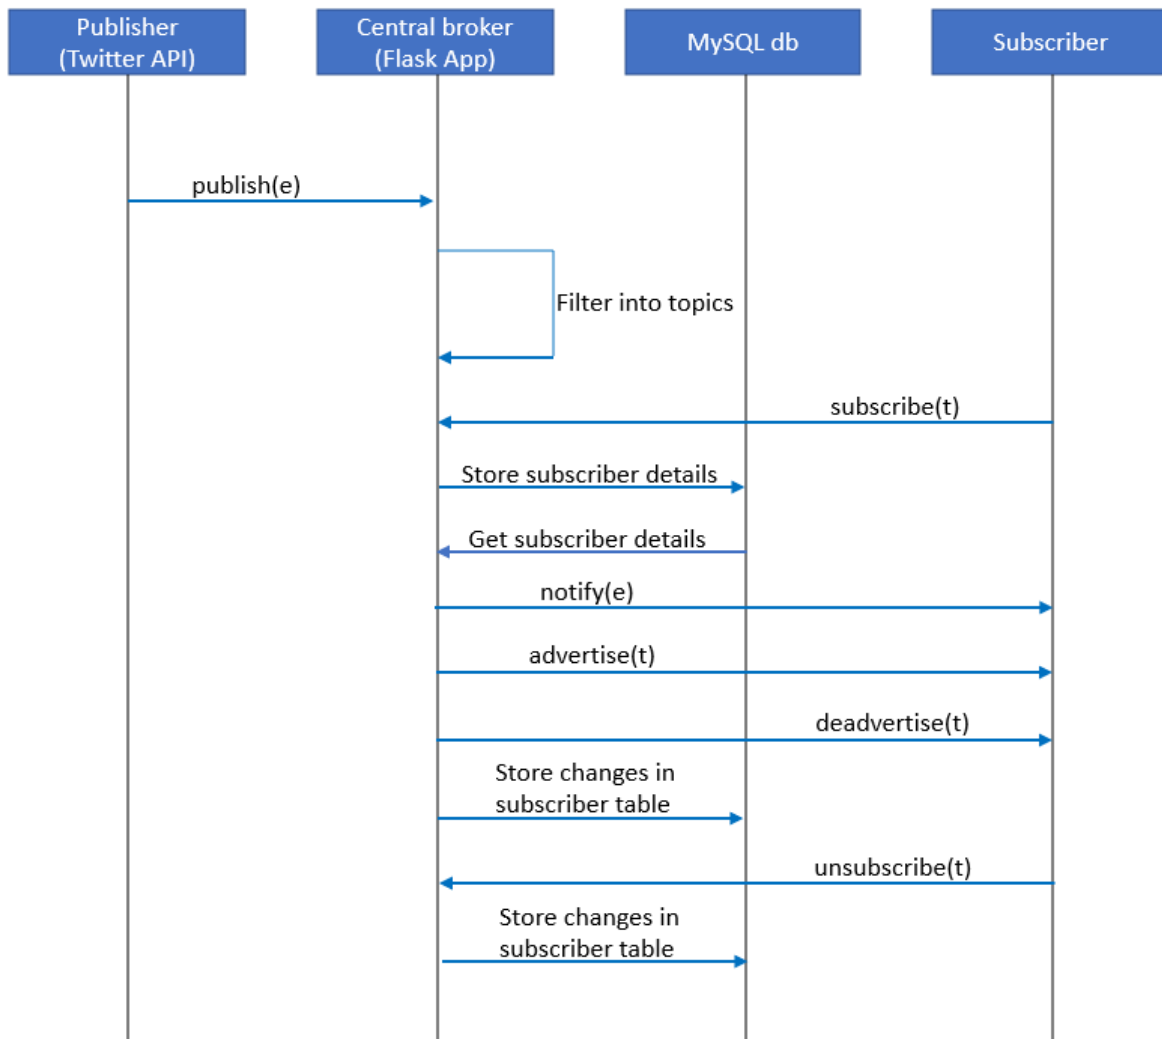 Publisher
(Twitter API)
Central broker
(Flask App)
MySQL db
Subscriber
publish(e)
Filter into topics
subscribe(t)
Store subscriber details
Get subscriber details
notify(e)
advertise(t)
deadvertise(t)
Store changes in
subscriber table
unsubscribe(t)
Store changes in
subscriber table